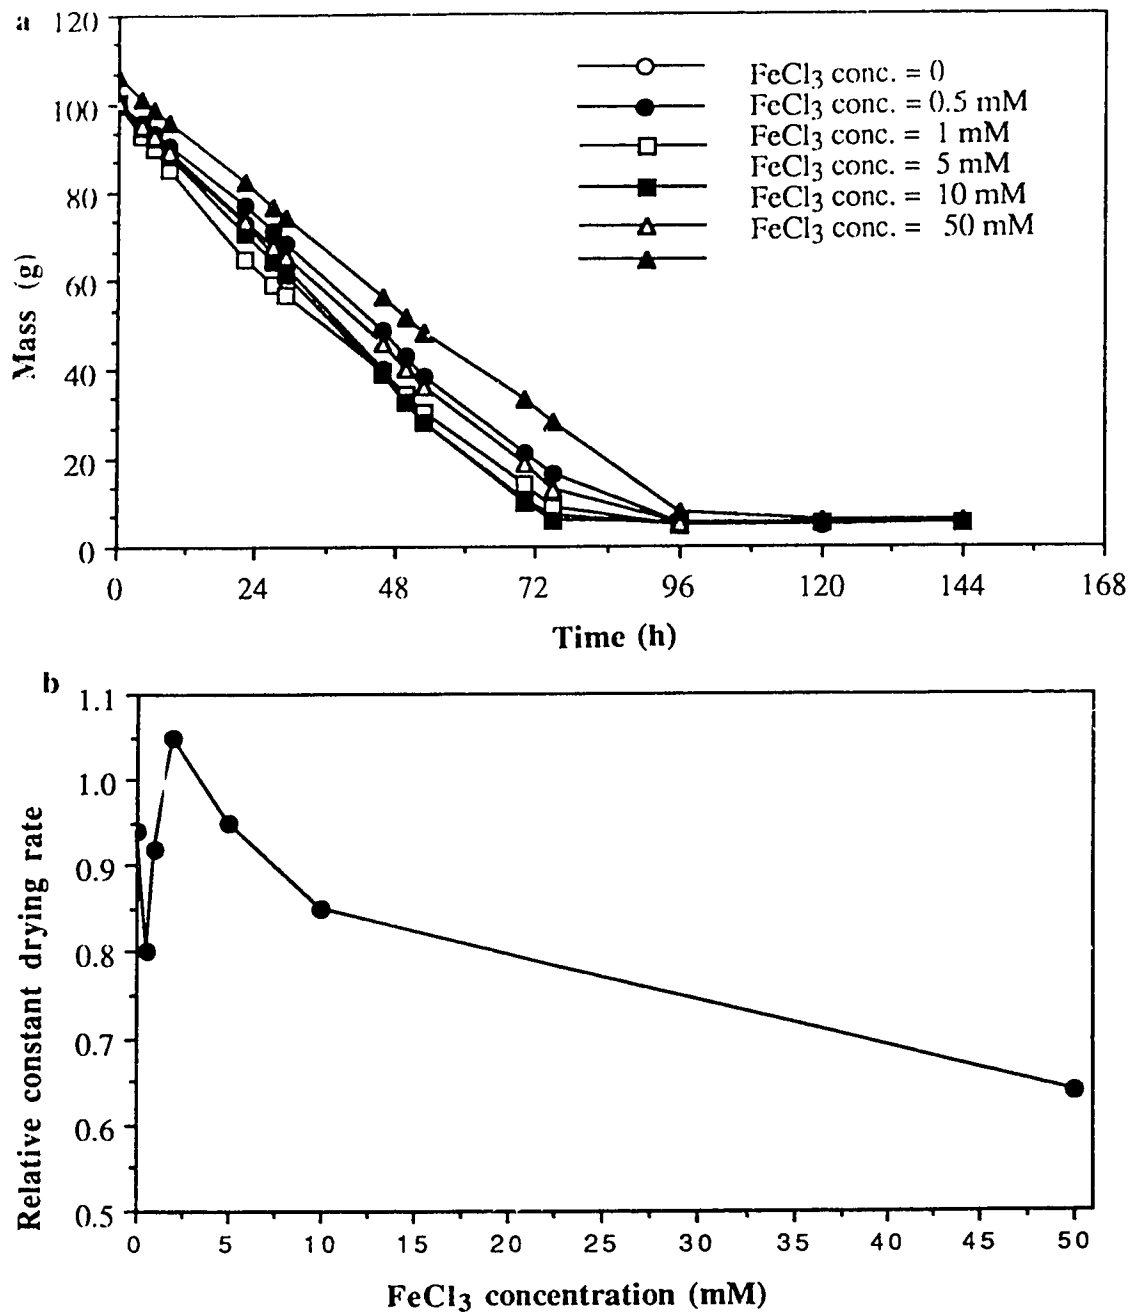 a
120
100
80
60
40
20
0
Mass (g)
FeCl3 conc. = 0
FeCl3 conc. = 0.5 mM
FeCl3 conc. = 1 mM
FeCl3 conc. = 5 mM
FeCl3 conc. = 10 mM
FeCl3 conc. = 50 mM
0 24 48 72 96 120 144 168
Time (h)
b
1.1
1.0
0.9
0.8
0.7
0.6
0.5
Relative constant drying rate
0 5 10 15 20 25 30 35 40 45 50
FeCl3 concentration (mM)